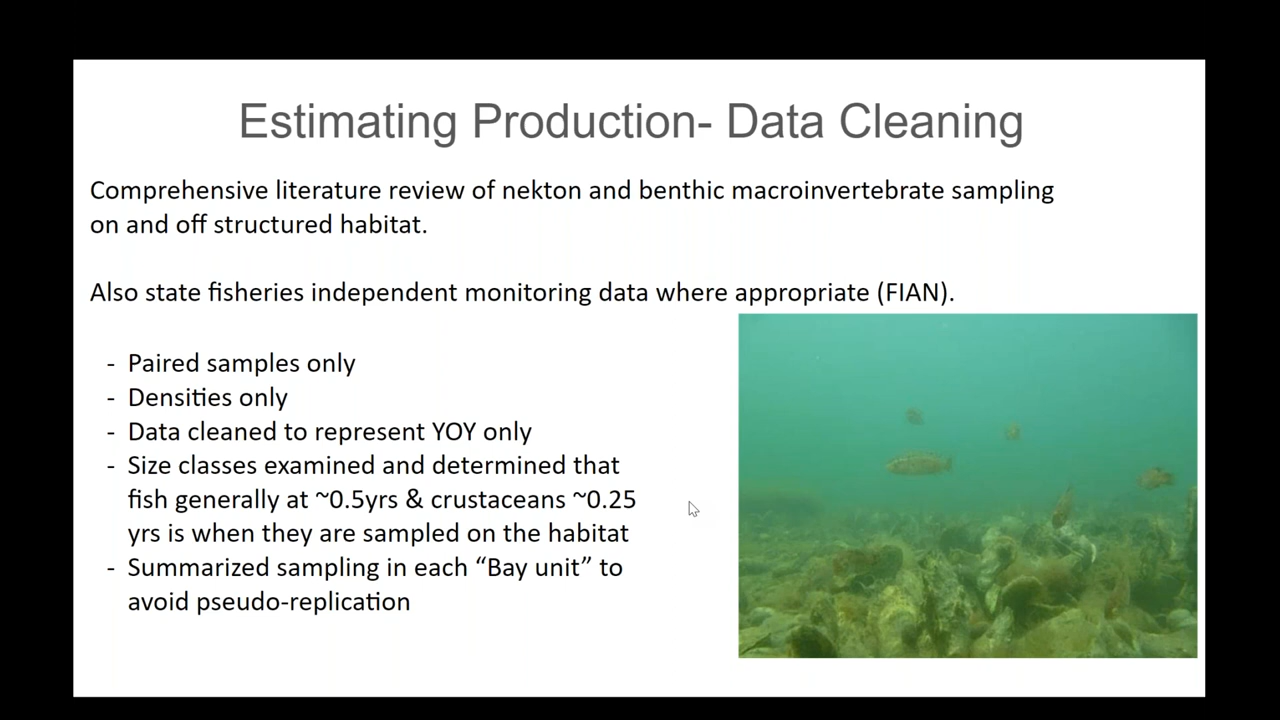 Estimating Production- Data Cleaning
Comprehensive literature review of nekton and benthic macroinvertebrate sampling
on and off structured habitat.
Also state fisheries independent monitoring data where appropriate (FIAN).
- Paired samples only
- Densities only
- Data cleaned to represent YOY only
- Size classes examined and determined that
fish generally at ~0.5yrs & crustaceans ~0.25
yrs is when they are sampled on the habitat
- Summarized sampling in each “Bay unit” to
avoid pseudo-replication